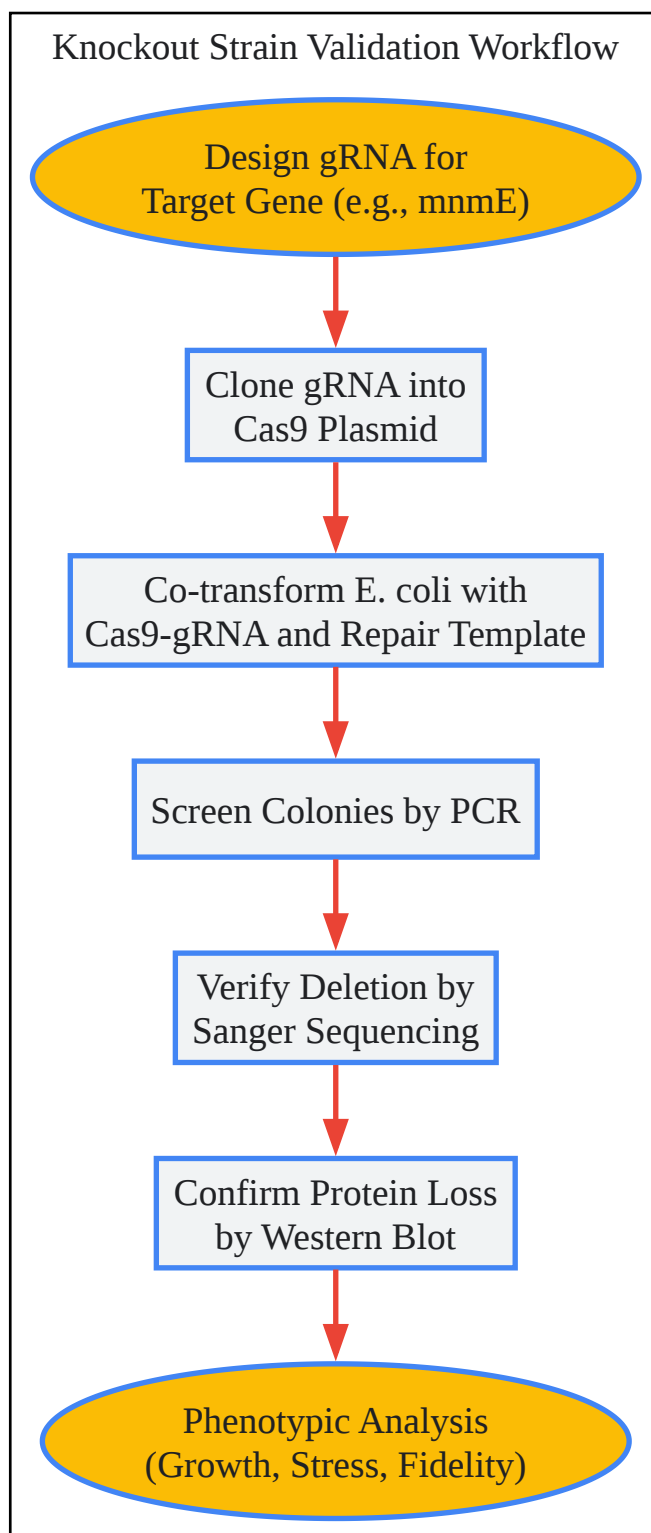 Knockout Strain Validation Workflow
Design gRNA for
Target Gene (e.g., mnmE)
Clone gRNA into
Cas9 Plasmid
Co-transform E. coli with
Cas9-gRNA and Repair Template
Screen Colonies by PCR
Verify Deletion by
Sanger Sequencing
Confirm Protein Loss
by Western Blot
Phenotypic Analysis
(Growth, Stress, Fidelity)